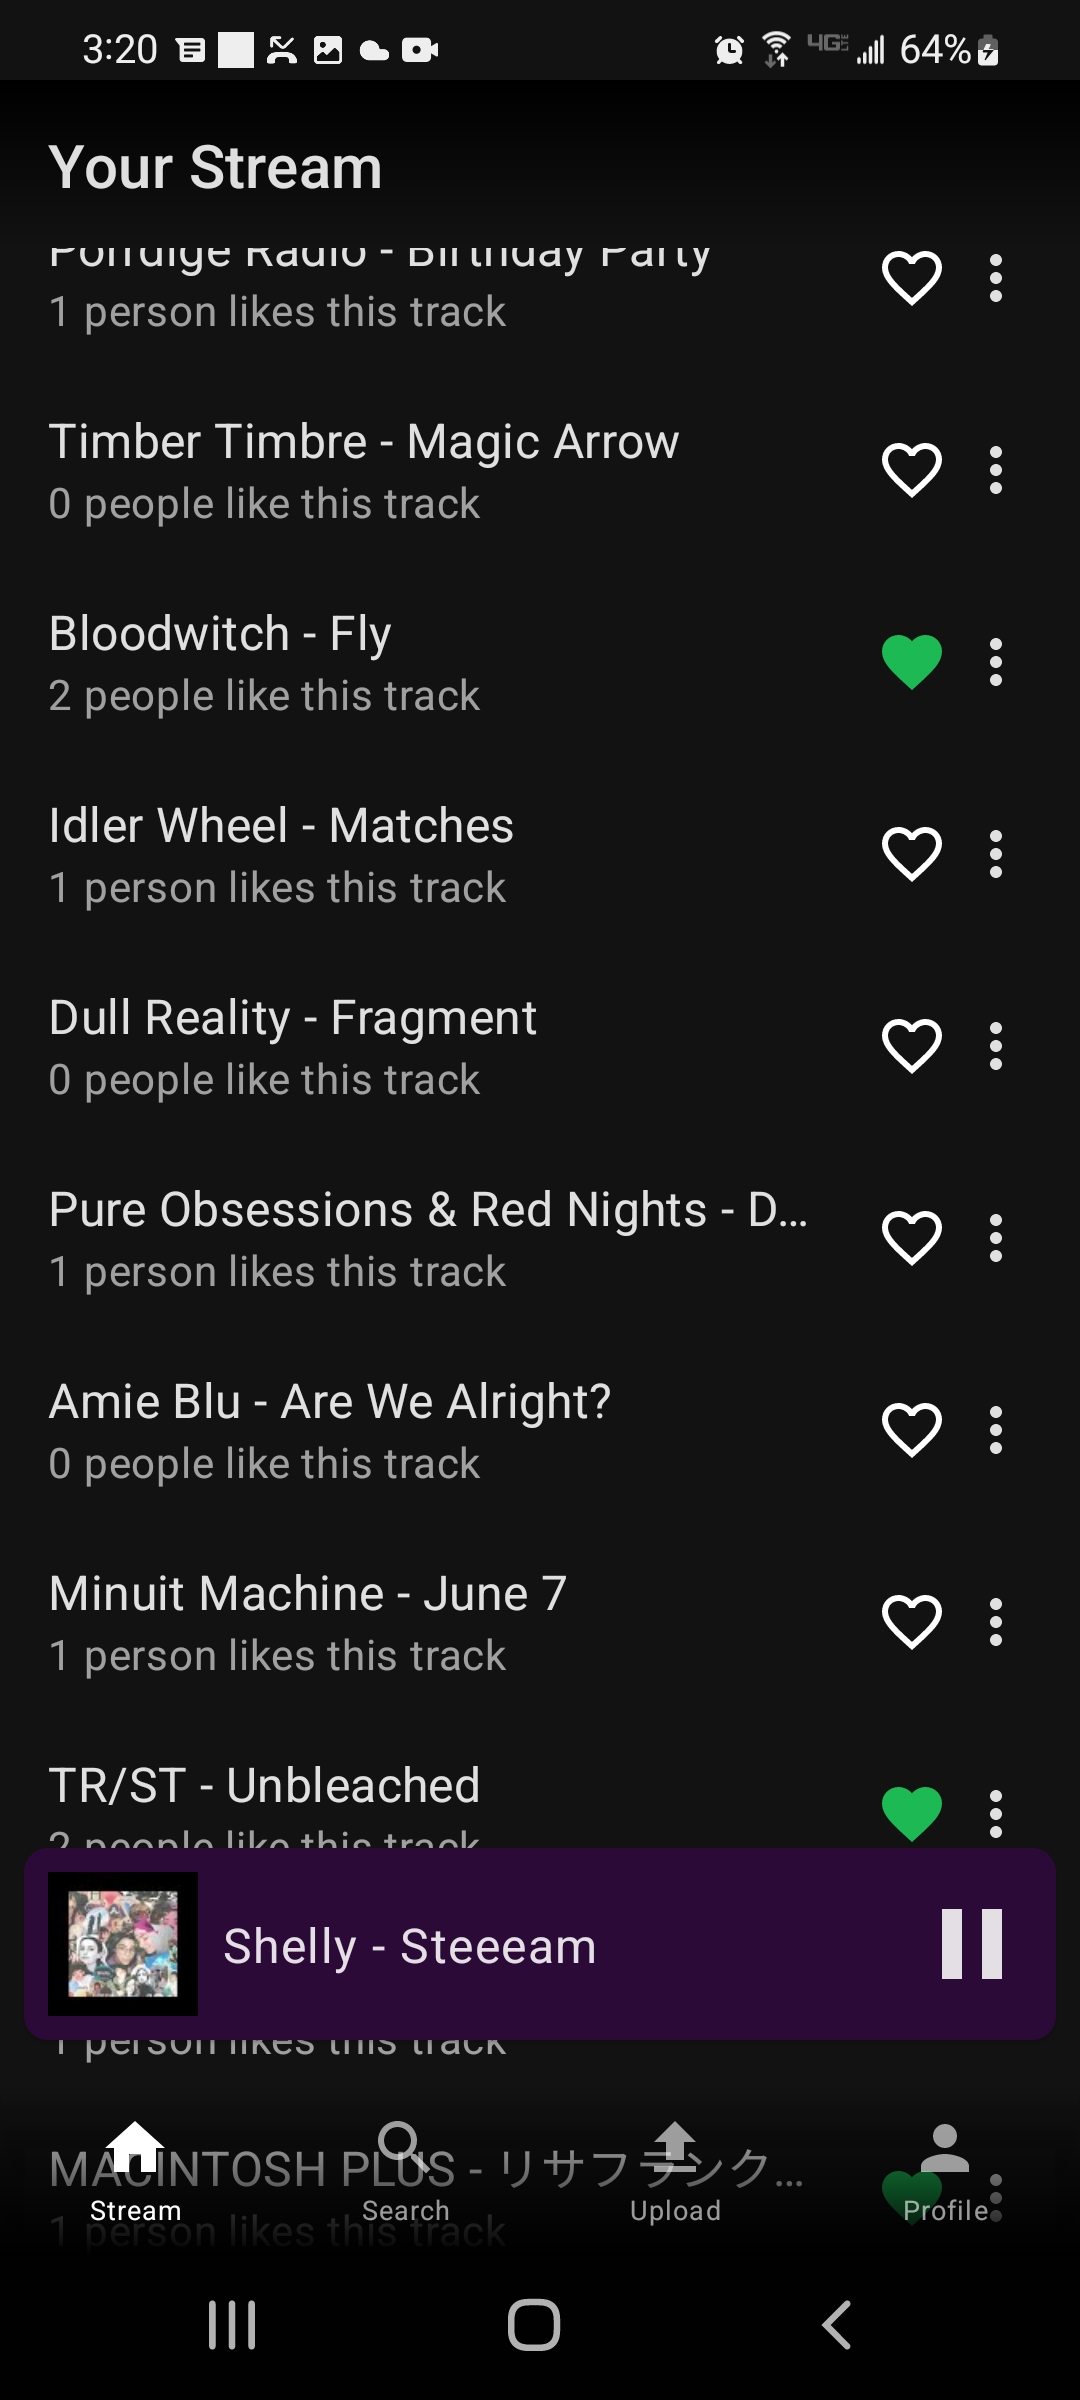 3:20
4G LTE
64%
Your Stream
Porridge Radio - Birthday Party
1 person likes this track
Timber Timbre - Magic Arrow
0 people like this track
Bloodwitch - Fly
2 people like this track
Idler Wheel - Matches
1 person likes this track
Dull Reality - Fragment
0 people like this track
Pure Obsessions & Red Nights - D...
1 person likes this track
Amie Blu - Are We Alright?
0 people like this track
Minuit Machine - June 7
1 person likes this track
TR/ST - Unbleached
2 people like this track
Shelly - Steeeam
1 person likes this track
MACINTOSH PLUS - リサフランク...
1 person likes this track
Stream
Search
Upload
Profile